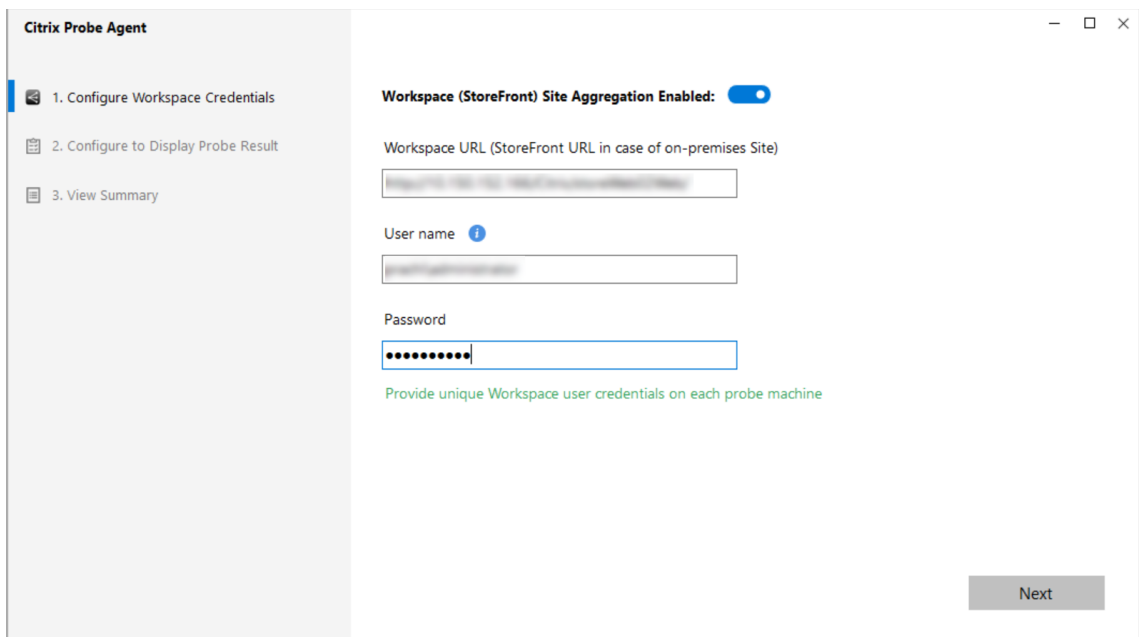 Citrix Probe Agent
1. Configure Workspace Credentials
2. Configure to Display Probe Result
3. View Summary
Workspace (StoreFront) Site Aggregation Enabled:
Workspace URL (StoreFront URL in case of on-premises Site)
User name
i
Password
●●●●●●●●●●
Provide unique Workspace user credentials on each probe machine
Next